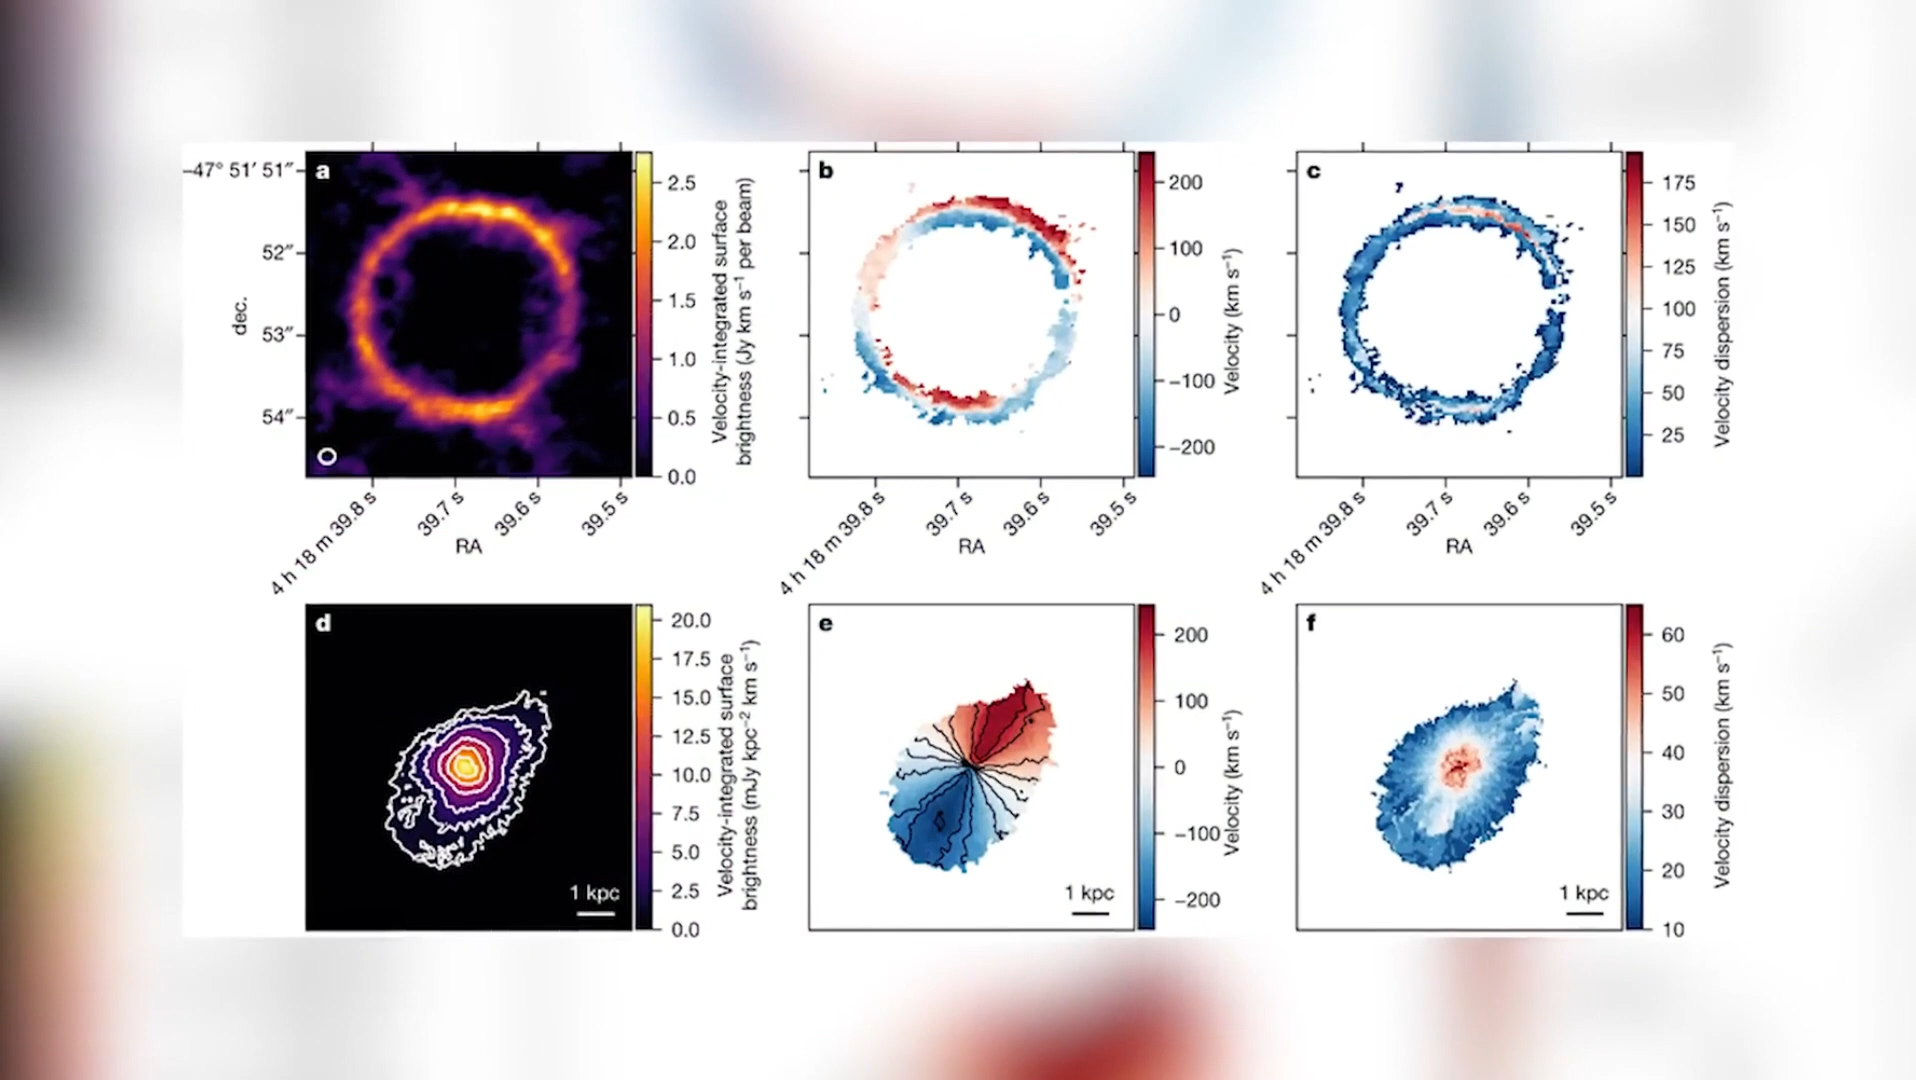 a
−47° 51′ 51″
52″
53″
54″
dec.
4 h 18 m 39.8 s
39.7 s
39.6 s
39.5 s
RA
2.5
2.0
1.5
1.0
0.5
0.0
Velocity-integrated surface
brightness (Jy km s⁻¹ per beam)
b
4 h 18 m 39.8 s
39.7 s
39.6 s
39.5 s
RA
200
100
0
−100
−200
Velocity (km s⁻¹)
c
4 h 18 m 39.8 s
39.7 s
39.6 s
39.5 s
RA
175
150
125
100
75
50
25
Velocity dispersion (km s⁻¹)
d
1 kpc
20.0
17.5
15.0
12.5
10.0
7.5
5.0
2.5
0.0
Velocity-integrated surface
brightness (mJy kpc⁻² km s⁻¹)
e
1 kpc
200
100
0
−100
−200
Velocity (km s⁻¹)
f
1 kpc
60
50
40
30
20
10
Velocity dispersion (km s⁻¹)